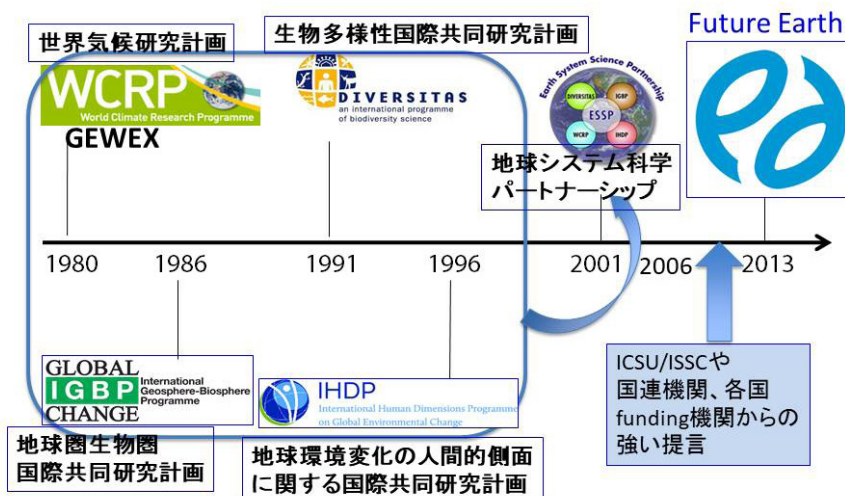 世界気候研究計画
WCRP
World Climate Research Programme
GEWEX
生物多様性国際共同研究計画
DIVERSITAS
an international programme
of biodiversity science
Earth System Science Partnership
DIVERSITAS
IGBP
ESSP
WCRP
IHDP
地球システム科学
パートナーシップ
Future Earth
1980
1986
1991
1996
2001
2006
2013
GLOBAL
IGBP
CHANGE
International
Geosphere-Biosphere
Programme
地球圏生物圏
国際共同研究計画
IHDP
International Human Dimensions Programme
on Global Environmental Change
地球環境変化の人間的側面
に関する国際共同研究計画
ICSU/ISSCや
国連機関、各国
funding機関からの
強い提言